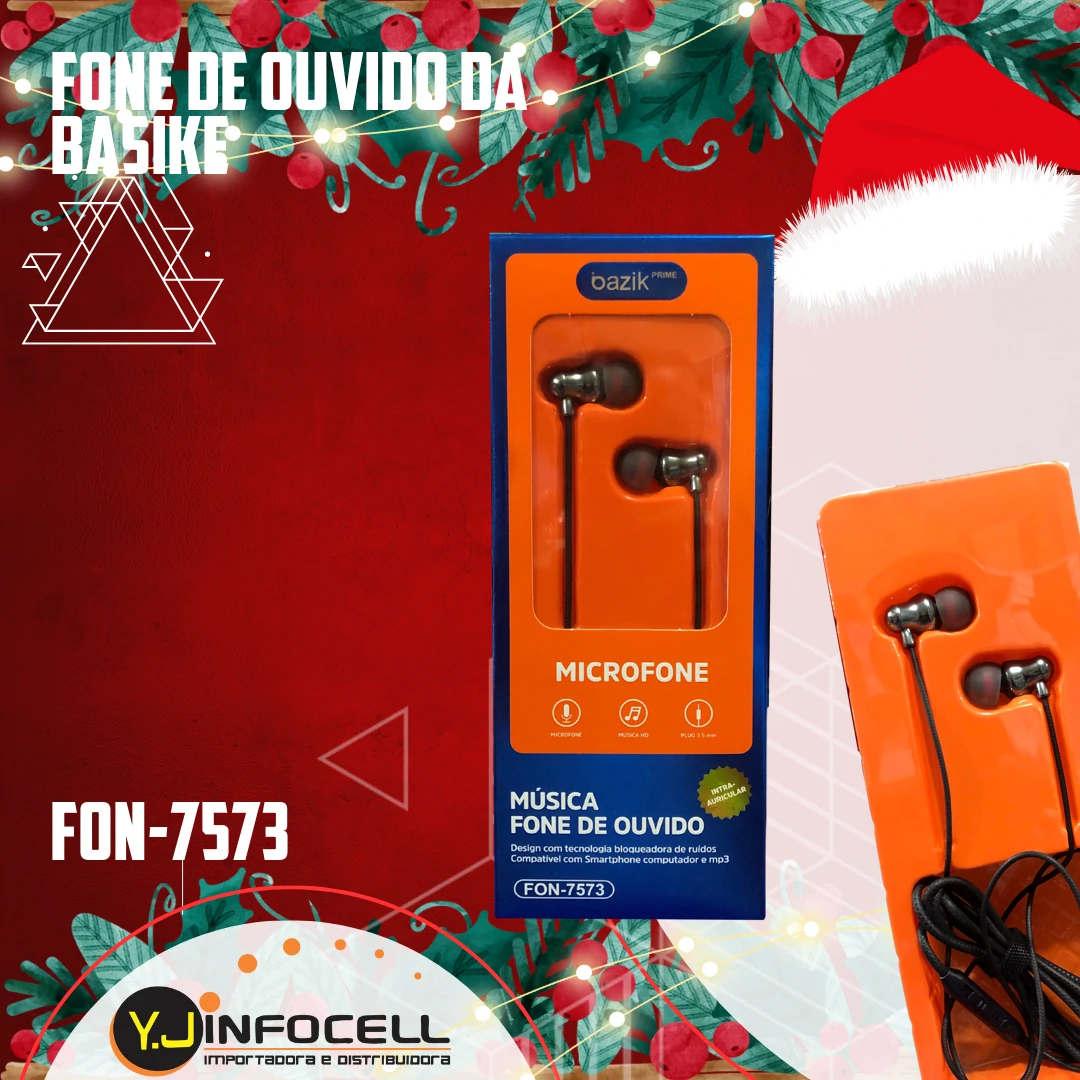 FONE DE OUVIDO DA
BASIKE
bazik PRIME
MICROFONE
MICROFONE
MUSICA HD
PLUG 3.5 mm
INTRA-
AURICULAR
MÚSICA
FONE DE OUVIDO
Design com tecnologia bloqueadora de ruídos
Compatível com Smartphone computador e mp3
FON-7573
FON-7573
Y.J INFOCELL
IMPORTADORA E DISTRIBUIDORA